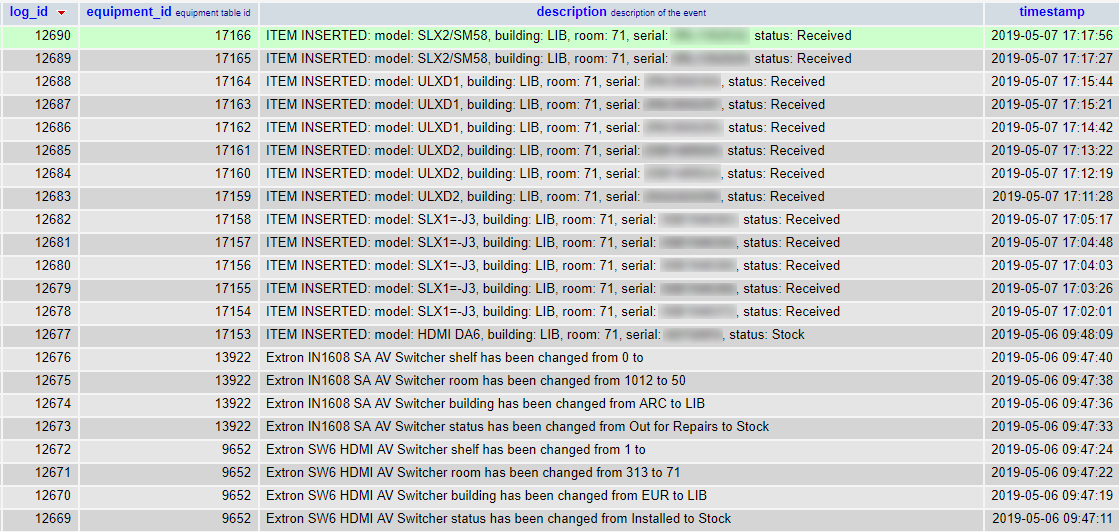 log_id equipment_id equipment table id description description of the event timestamp
12690 17166 ITEM INSERTED: model: SLX2/SM58, building: LIB, room: 71, serial: status: Received 2019-05-07 17:17:56
12689 17165 ITEM INSERTED: model: SLX2/SM58, building: LIB, room: 71, serial: status: Received 2019-05-07 17:17:27
12688 17164 ITEM INSERTED: model: ULXD1, building: LIB, room: 71, serial: , status: Received 2019-05-07 17:15:44
12687 17163 ITEM INSERTED: model: ULXD1, building: LIB, room: 71, serial: , status: Received 2019-05-07 17:15:21
12686 17162 ITEM INSERTED: model: ULXD1, building: LIB, room: 71, serial: status: Received 2019-05-07 17:14:42
12685 17161 ITEM INSERTED: model: ULXD2, building: LIB, room: 71, serial: status: Received 2019-05-07 17:13:22
12684 17160 ITEM INSERTED: model: ULXD2, building: LIB, room: 71, serial: , status: Received 2019-05-07 17:12:19
12683 17159 ITEM INSERTED: model: ULXD2, building: LIB, room: 71, serial: , status: Received 2019-05-07 17:11:28
12682 17158 ITEM INSERTED: model: SLX1=-J3, building: LIB, room: 71, serial: , status: Received 2019-05-07 17:05:17
12681 17157 ITEM INSERTED: model: SLX1=-J3, building: LIB, room: 71, serial: , status: Received 2019-05-07 17:04:48
12680 17156 ITEM INSERTED: model: SLX1=-J3, building: LIB, room: 71, serial: , status: Received 2019-05-07 17:04:03
12679 17155 ITEM INSERTED: model: SLX1=-J3, building: LIB, room: 71, serial: , status: Received 2019-05-07 17:03:26
12678 17154 ITEM INSERTED: model: SLX1=-J3, building: LIB, room: 71, serial: , status: Received 2019-05-07 17:02:01
12677 17153 ITEM INSERTED: model: HDMI DA6, building: LIB, room: 71, serial: , status: Stock 2019-05-06 09:48:09
12676 13922 Extron IN1608 SA AV Switcher shelf has been changed from 0 to 2019-05-06 09:47:40
12675 13922 Extron IN1608 SA AV Switcher room has been changed from 1012 to 50 2019-05-06 09:47:38
12674 13922 Extron IN1608 SA AV Switcher building has been changed from ARC to LIB 2019-05-06 09:47:36
12673 13922 Extron IN1608 SA AV Switcher status has been changed from Out for Repairs to Stock 2019-05-06 09:47:33
12672 9652 Extron SW6 HDMI AV Switcher shelf has been changed from 1 to 2019-05-06 09:47:24
12671 9652 Extron SW6 HDMI AV Switcher room has been changed from 313 to 71 2019-05-06 09:47:22
12670 9652 Extron SW6 HDMI AV Switcher building has been changed from EUR to LIB 2019-05-06 09:47:19
12669 9652 Extron SW6 HDMI AV Switcher status has been changed from Installed to Stock 2019-05-06 09:47:11